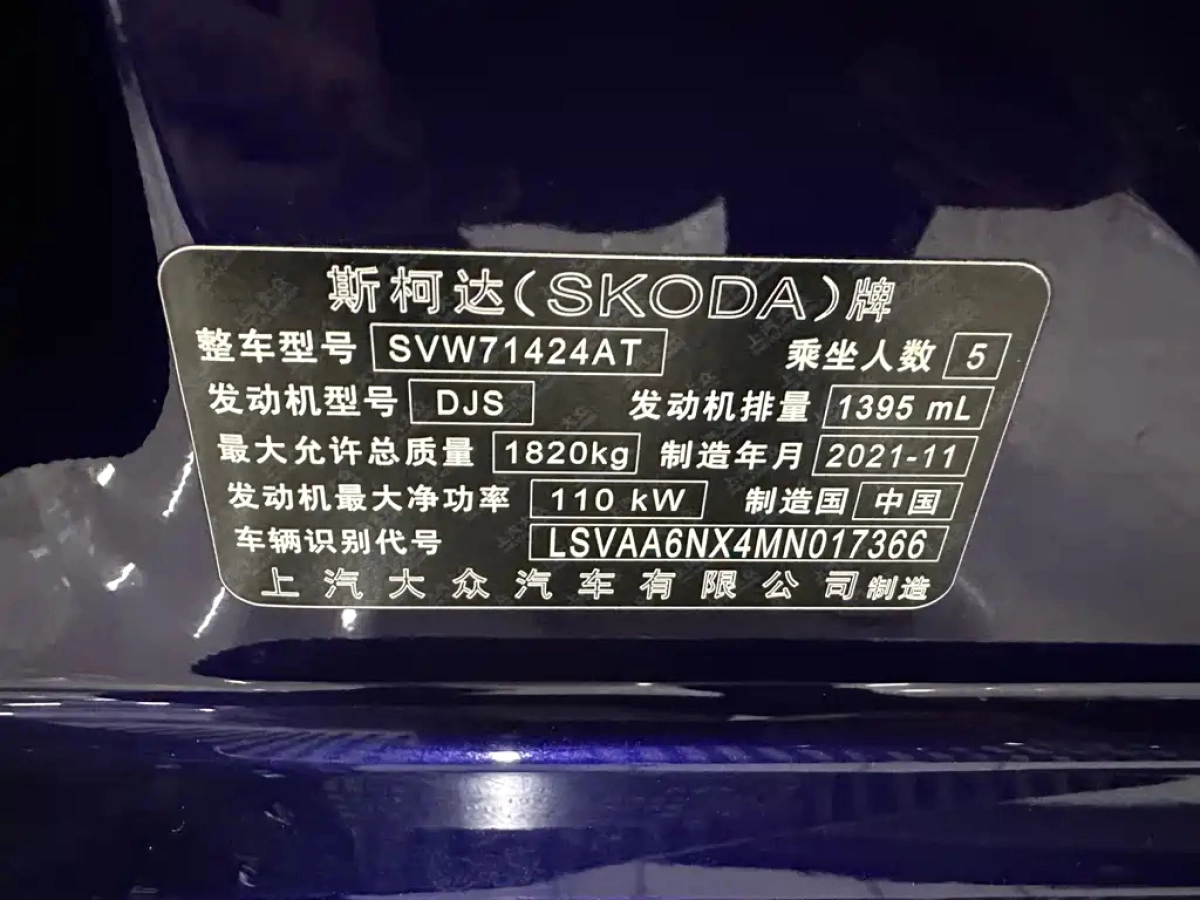 斯柯达(SKODA)牌
整车型号 SVW71424AT 乘坐人数 5
发动机型号 DJS 发动机排量 1395 mL
最大允许总质量 1820kg 制造年月 2021-11
发动机最大净功率 110 kW 制造国 中国
车辆识别代号 LSVAA6NX4MN017366
上汽大众汽车有限公司制造